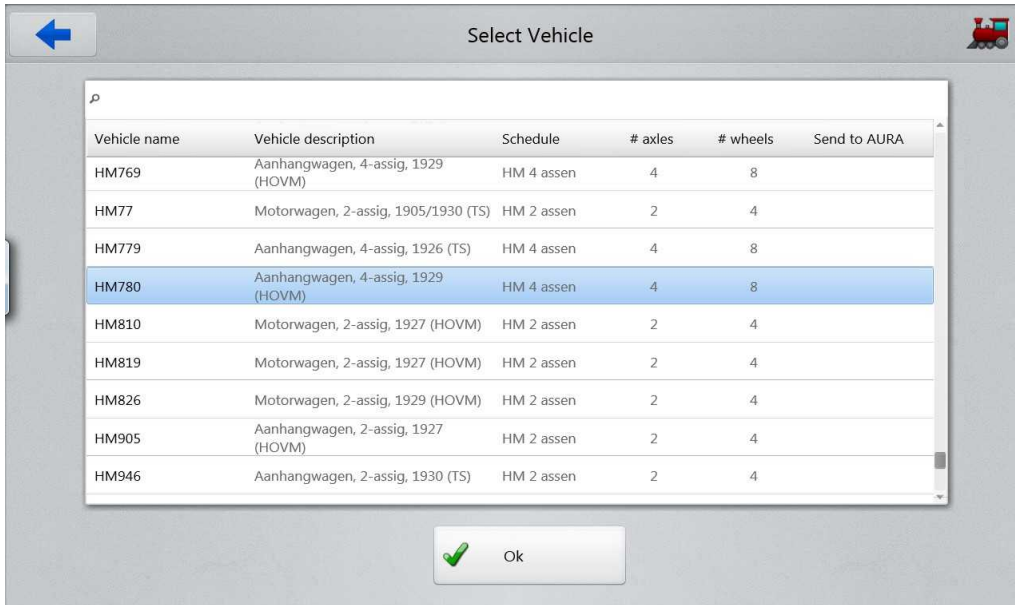 Select Vehicle
Vehicle name Vehicle description Schedule # axles # wheels Send to AURA
HM769 Aanhangwagen, 4-assig, 1929 (HOVM) HM 4 assen 4 8
HM77 Motorwagen, 2-assig, 1905/1930 (TS) HM 2 assen 2 4
HM779 Aanhangwagen, 4-assig, 1926 (TS) HM 4 assen 4 8
HM780 Aanhangwagen, 4-assig, 1929 (HOVM) HM 4 assen 4 8
HM810 Motorwagen, 2-assig, 1927 (HOVM) HM 2 assen 2 4
HM819 Motorwagen, 2-assig, 1927 (HOVM) HM 2 assen 2 4
HM826 Motorwagen, 2-assig, 1929 (HOVM) HM 2 assen 2 4
HM905 Aanhangwagen, 2-assig, 1927 (HOVM) HM 2 assen 2 4
HM946 Aanhangwagen, 2-assig, 1930 (TS) HM 2 assen 2 4
Ok